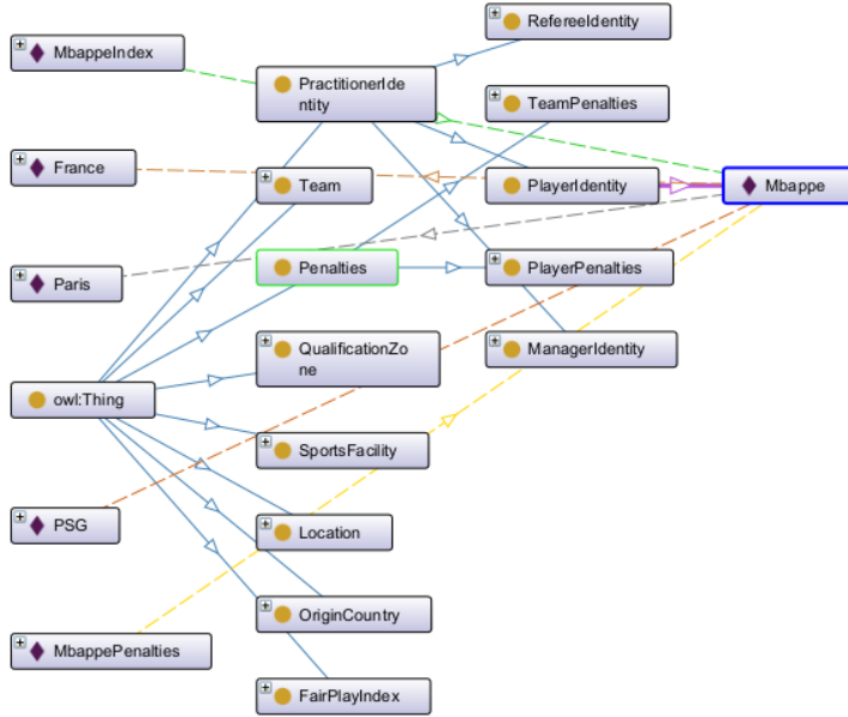 RefereeIdentity
MbappeIndex
PractitionerIde
ntity
TeamPenalties
France
Team
PlayerIdentity
Mbappe
Paris
Penalties
PlayerPenalties
QualificationZo
ne
ManagerIdentity
owl:Thing
SportsFacility
PSG
Location
OriginCountry
MbappePenalties
FairPlayIndex